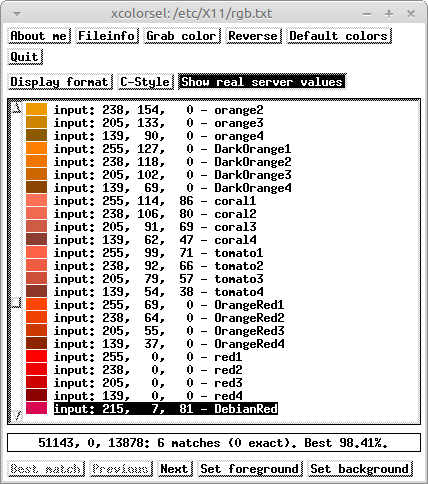 xcolorsel: /etc/X11/rgb.txt
About me Fileinfo Grab color Reverse Default colors
Quit
Display format C-Style Show real server values
input: 238, 154,   0 - orange2
input: 205, 133,   0 - orange3
input: 139,  90,   0 - orange4
input: 255, 127,   0 - DarkOrange1
input: 238, 118,   0 - DarkOrange2
input: 205, 102,   0 - DarkOrange3
input: 139,  69,   0 - DarkOrange4
input: 255, 114,  86 - coral1
input: 238, 106,  80 - coral2
input: 205,  91,  69 - coral3
input: 139,  62,  47 - coral4
input: 255,  99,  71 - tomato1
input: 238,  92,  66 - tomato2
input: 205,  79,  57 - tomato3
input: 139,  54,  38 - tomato4
input: 255,  69,   0 - OrangeRed1
input: 238,  64,   0 - OrangeRed2
input: 205,  55,   0 - OrangeRed3
input: 139,  37,   0 - OrangeRed4
input: 255,   0,   0 - red1
input: 238,   0,   0 - red2
input: 205,   0,   0 - red3
input: 139,   0,   0 - red4
input: 215,   7,  81 - DebianRed
51143, 0, 13878: 6 matches (0 exact). Best 98.41%.
Best match Previous Next Set foreground Set background